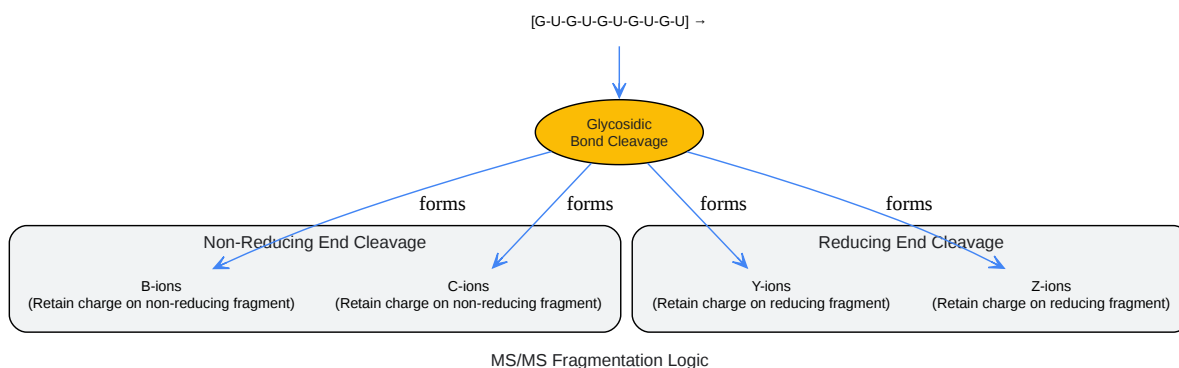 [G-U-G-U-G-U-G-U-G-U] →
Glycosidic
Bond Cleavage
forms forms forms forms
Non-Reducing End Cleavage
B-ions
(Retain charge on non-reducing fragment)
C-ions
(Retain charge on non-reducing fragment)
Reducing End Cleavage
Y-ions
(Retain charge on reducing fragment)
Z-ions
(Retain charge on reducing fragment)
MS/MS Fragmentation Logic